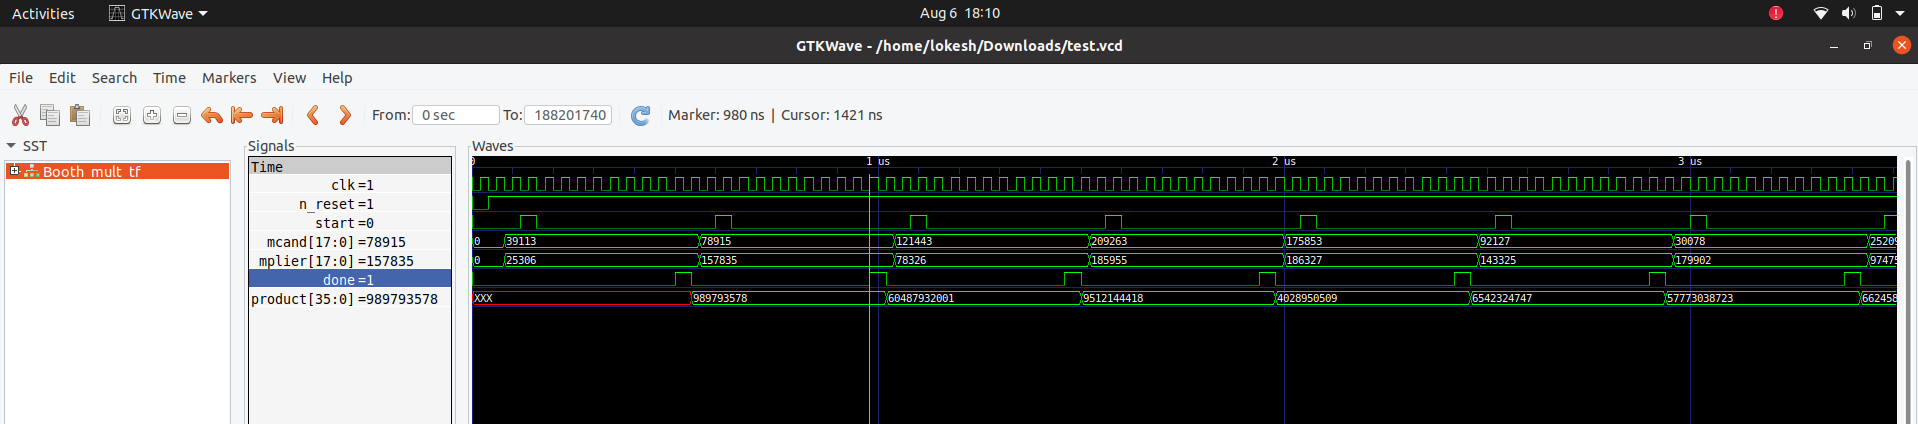 Activities GTKWave Aug 6 18:10
GTKWave - /home/lokesh/Downloads/test.vcd
File Edit Search Time Markers View Help
From: 0 sec To: 188201740 Marker: 980 ns | Cursor: 1421 ns
SST
Booth_mult_tf
Signals
Time
clk =1
n_reset =1
start =0
mcand[17:0] =78915
mplier[17:0] =157835
done =1
product[35:0] =989793578
Waves
0 1 us 2 us 3 us
0 39113 78915 121443 209263 175853 92127 30078 25209
0 25306 157835 78326 185955 186327 143325 179902 97475
XXX 989793578 60487932001 9512144418 4028950509 6542324747 57773038723 662458